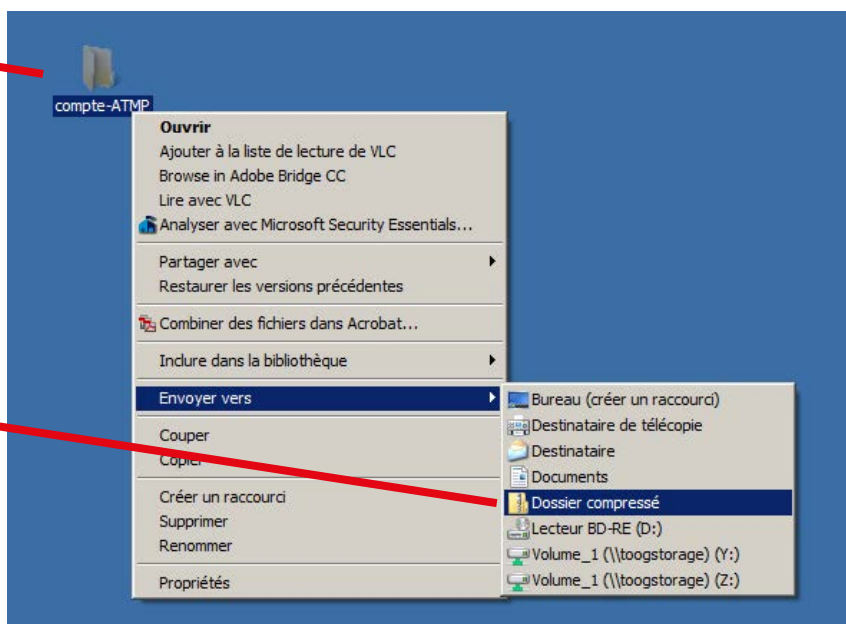 compte-ATMP
Ouvrir
Ajouter à la liste de lecture de VLC
Browse in Adobe Bridge CC
Lire avec VLC
Analyser avec Microsoft Security Essentials...
Partager avec
Restaurer les versions précédentes
Combiner des fichiers dans Acrobat...
Inclure dans la bibliothèque
Envoyer vers
Couper
Copier
Créer un raccourci
Supprimer
Renommer
Propriétés
Bureau (créer un raccourci)
Destinataire de télécopie
Destinataire
Documents
Dossier compressé
Lecteur BD-RE (D:)
Volume_1 (\\toogstorage) (Y:)
Volume_1 (\\toogstorage) (Z:)